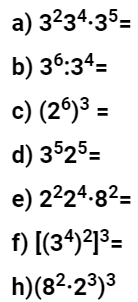 a) 3²3⁴·3⁵=
b) 3⁶:3⁴=
c) (2⁶)³ =
d) 3⁵2⁵=
e) 2²2⁴·8²=
f) [(3⁴)²]³=
h)(8²·2³)³